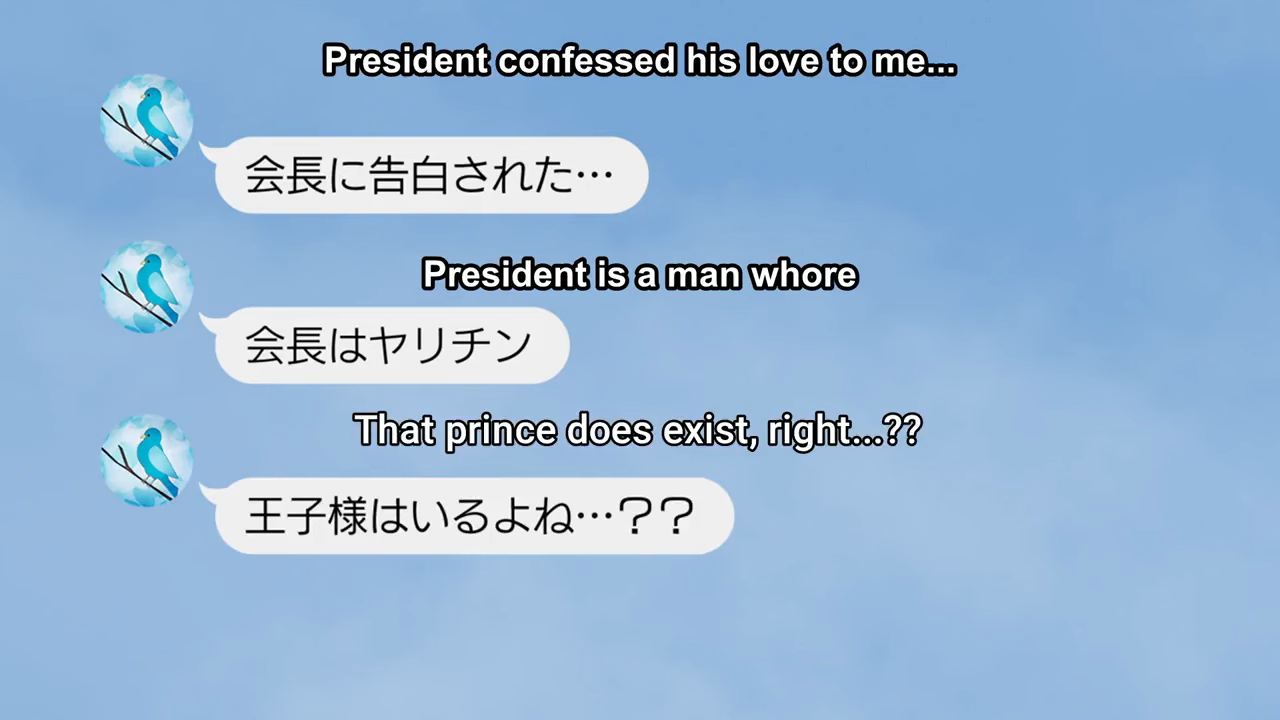 President confessed his love to me...
会長に告白された…
President is a man whore
会長はヤリチン
That prince does exist, right...??
王子様はいるよね…？？